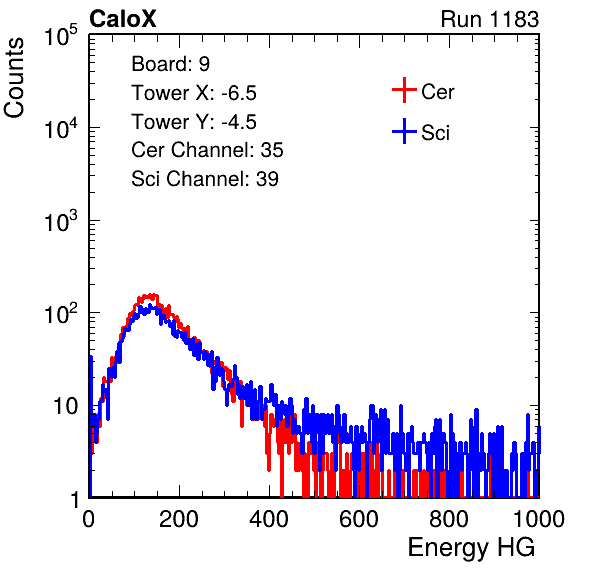 CaloX Run 1183
Counts
Board: 9
Tower X: -6.5
Tower Y: -4.5
Cer Channel: 35
Sci Channel: 39
Cer
Sci
10^5
10^4
10^3
10^2
10
1
0 200 400 600 800 1000
Energy HG